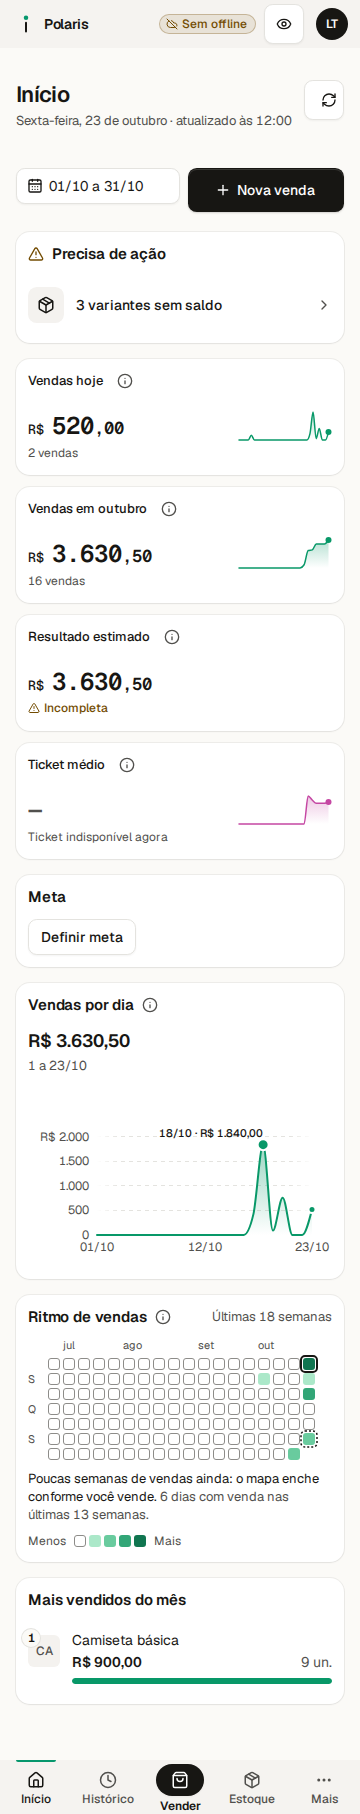 Polaris
Sem offline
LT
Início
Sexta-feira, 23 de outubro · atualizado às 12:00
01/10 a 31/10
Nova venda
Precisa de ação
3 variantes sem saldo
Vendas hoje
R$ 520,00
2 vendas
Vendas em outubro
R$ 3.630,50
16 vendas
Resultado estimado
R$ 3.630,50
Incompleta
Ticket médio
—
Ticket indisponível agora
Meta
Definir meta
Vendas por dia
R$ 3.630,50
1 a 23/10
18/10 · R$ 1.840,00
R$ 2.000
1.500
1.000
500
0
01/10 12/10 23/10
Ritmo de vendas
Últimas 18 semanas
jul ago set out
S
Q
S
Poucas semanas de vendas ainda: o mapa enche
conforme você vende. 6 dias com venda nas
últimas 13 semanas.
Menos Mais
Mais vendidos do mês
1
CA
Camiseta básica
R$ 900,00 9 un.
Início Histórico Vender Estoque Mais